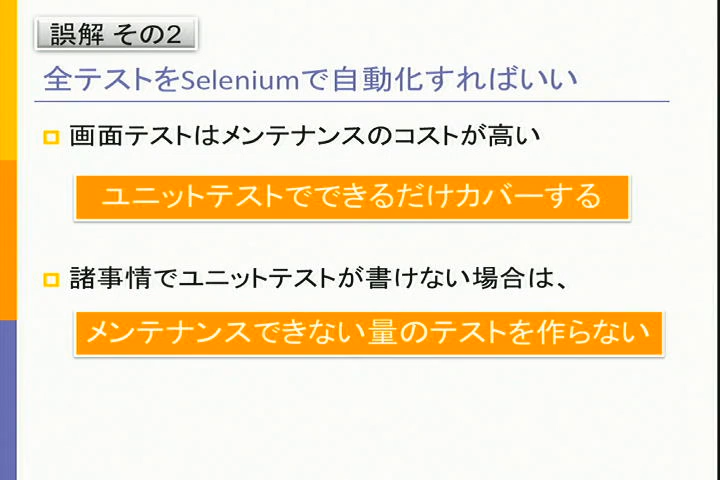 誤解 その2
全テストをSeleniumで自動化すればいい
画面テストはメンテナンスのコストが高い
ユニットテストでできるだけカバーする
諸事情でユニットテストが書けない場合は、
メンテナンスできない量のテストを作らない